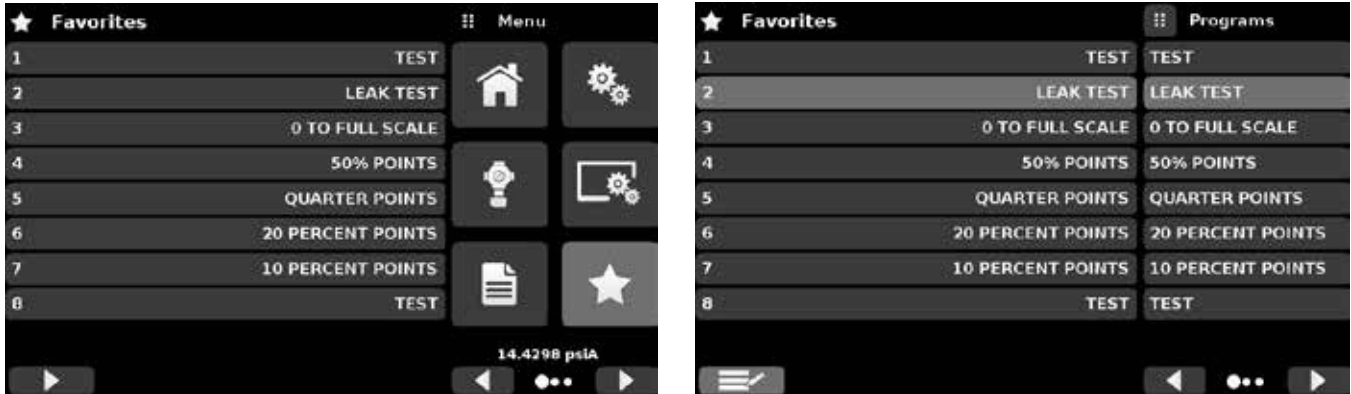 Favorites
Menu
1 TEST
2 LEAK TEST
3 0 TO FULL SCALE
4 50% POINTS
5 QUARTER POINTS
6 20 PERCENT POINTS
7 10 PERCENT POINTS
8 TEST
14.4298 psiA
Favorites
Programs
1 TEST TEST
2 LEAK TEST LEAK TEST
3 0 TO FULL SCALE 0 TO FULL SCALE
4 50% POINTS 50% POINTS
5 QUARTER POINTS QUARTER POINTS
6 20 PERCENT POINTS 20 PERCENT POINTS
7 10 PERCENT POINTS 10 PERCENT POINTS
8 TEST TEST